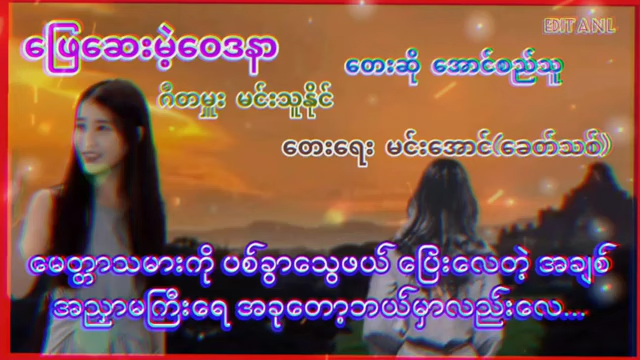 EDIT A N L
ဖြေဆေးမဲ့ဝေဒနာ
တေးဆို အောင်စည်သူ
ဂီတမှူး မင်းသူနိုင်
တေးရေး မင်းအောင်(ခေတ်သစ်)
မေတ္တာသမားကို ပစ်ခွာသွေဖယ် ပြေးလေတဲ့ အချစ်
အညှာမကြီးရေ အခုတော့ဘယ်မှာလည်းလေ...